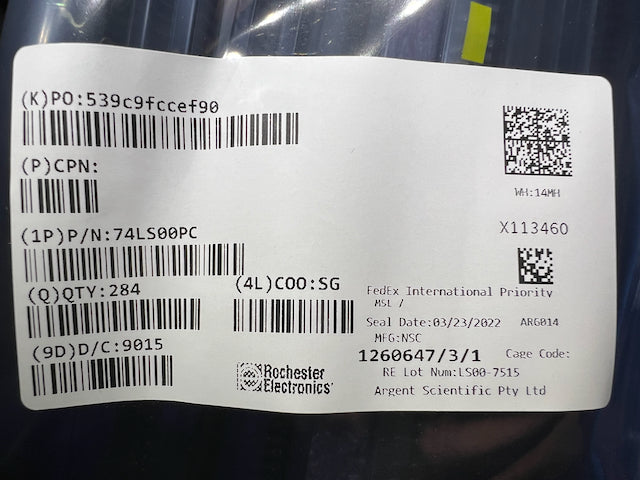 (K)PO:539c9fccef90
(P)CPN:
WH:14MH
(1P)P/N:74LS00PC
X113460
(Q)QTY:284
(4L)COO:SG
FedEx International Priority
MSL /
Seal Date:03/23/2022 ARG014
MFG:NSC
(9D)D/C:9015
1260647/3/1 Cage Code:
Rochester
Electronics
RE Lot Num:LS00-7515
Argent Scientific Pty Ltd